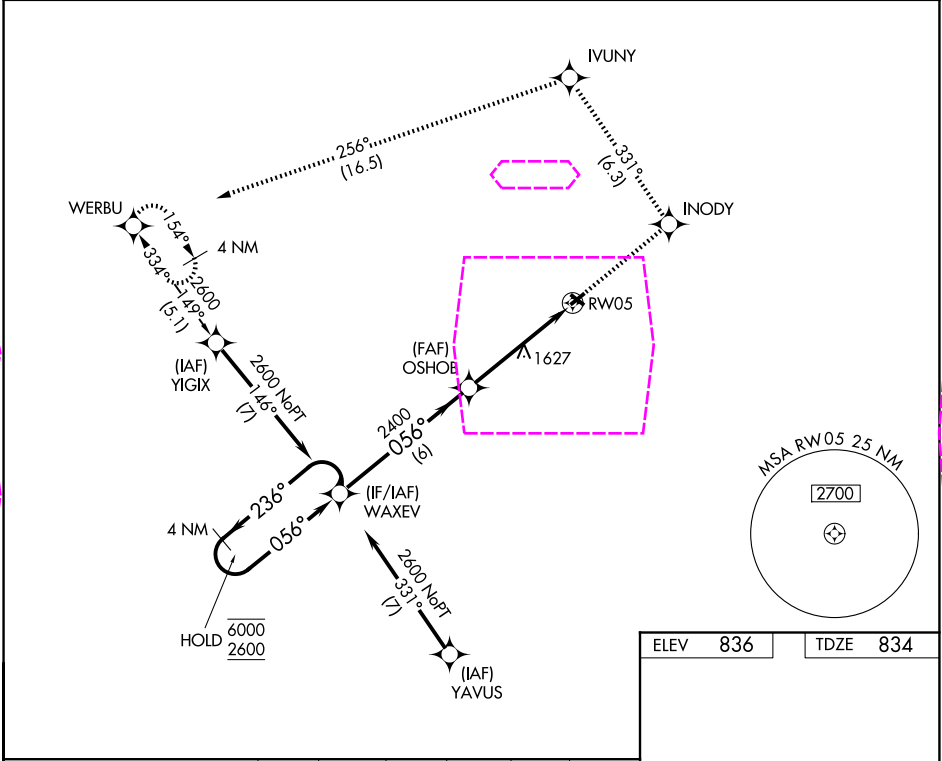 IVUNY
256°
(16.5)
331°
(6.3)
WERBU
154°
4 NM
INODY
334°
2600
149°
(5.1)
RW05
(IAF)
YIGIX
2600 NoPT
146°
(7)
(FAF)
OSHOB
1627
2400
056°
(6)
MSA RW05 25 NM
2700
236°
(IF/IAF)
WAXEV
4 NM
056°
2600 NoPT
331°
(7)
HOLD
6000
2600
(IAF)
YAVUS
ELEV 836
TDZE 834